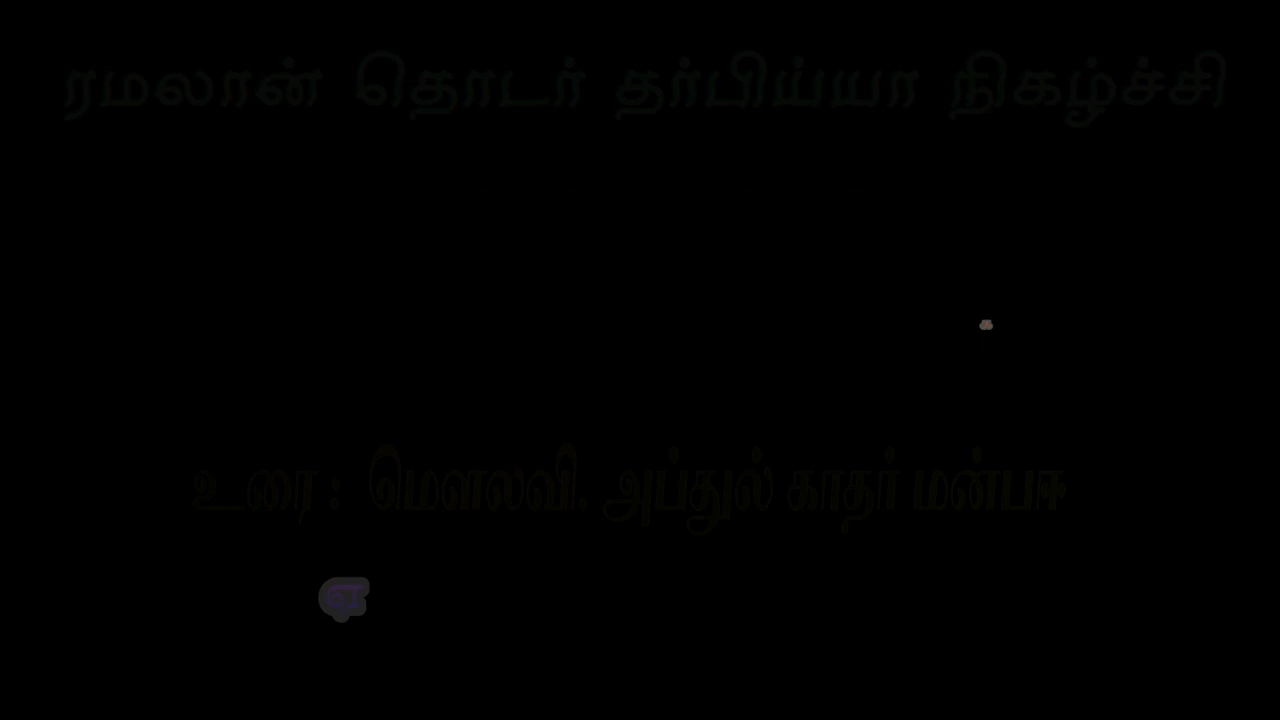 ரமலான் தொடர் தர்பிய்யா நிகழ்ச்சி
உரை : மௌலவி. அப்துல் காதர் மன்பஈ
ஏ